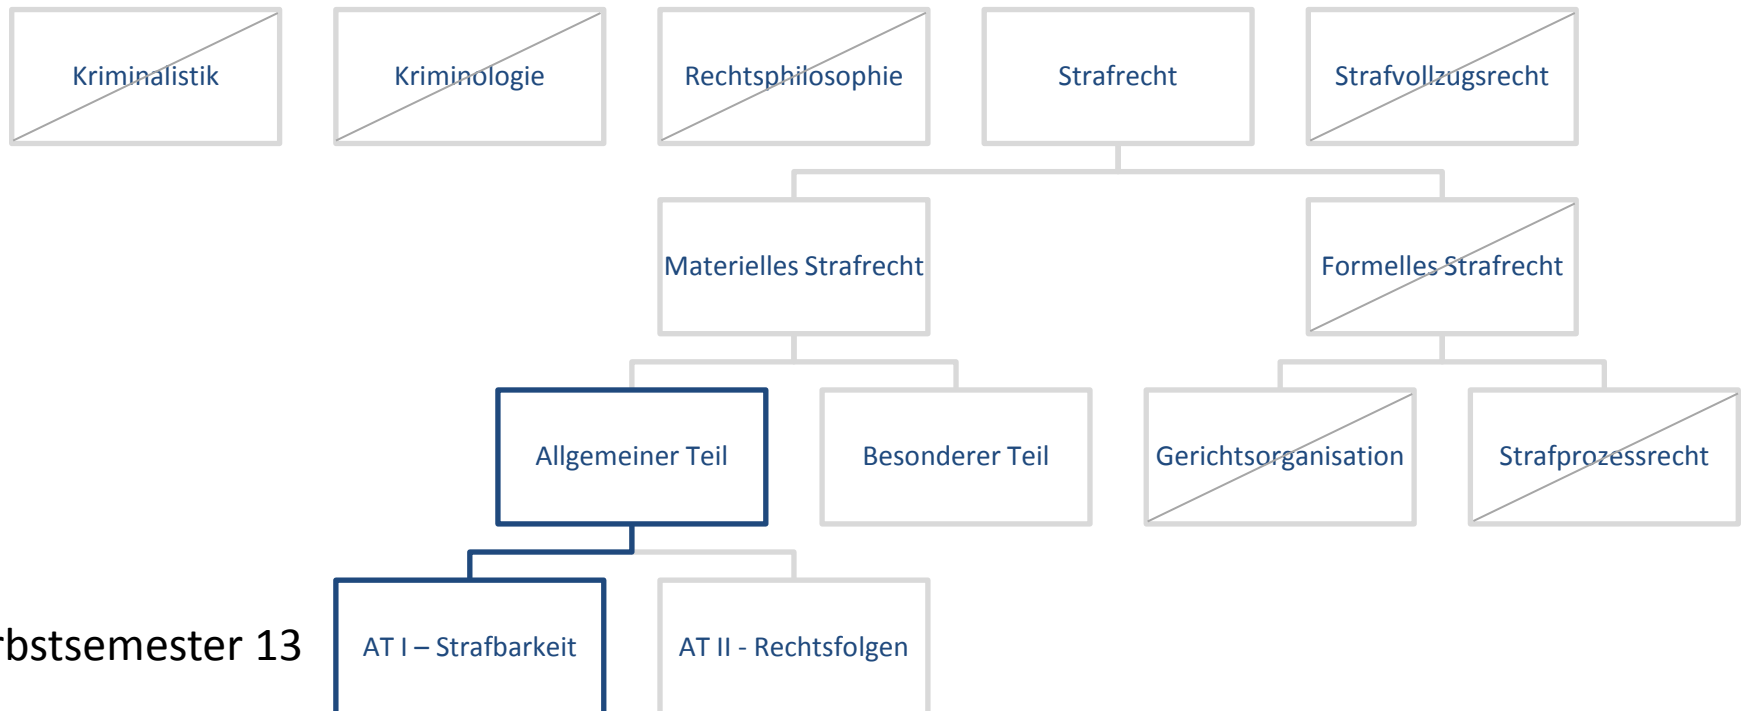 Kriminalistik
Kriminologie
Rechtsphilosophie
Strafrecht
Strafvollzugsrecht
Materielles Strafrecht
Formelles Strafrecht
Allgemeiner Teil
Besonderer Teil
Gerichtsorganisation
Strafprozessrecht
rbstsemester 13
AT I – Strafbarkeit
AT II - Rechtsfolgen